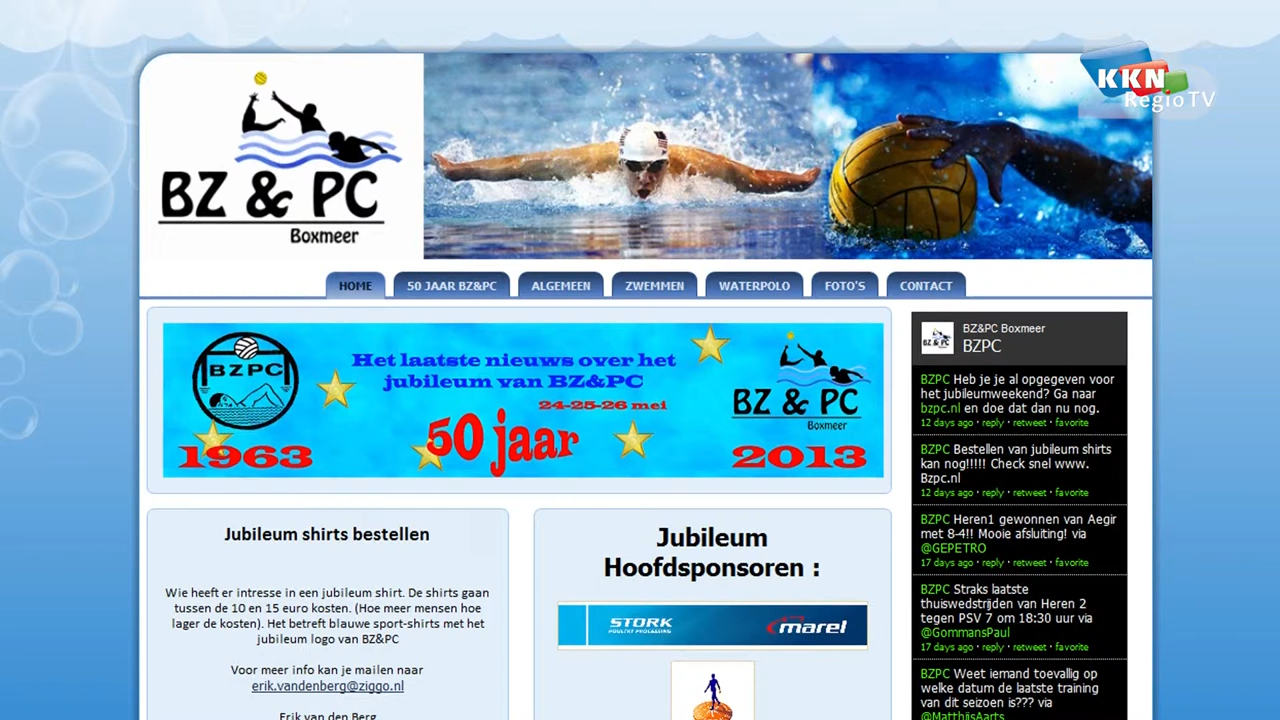 KKN
RegioTV
BZ & PC
Boxmeer
HOME
50 JAAR BZ&PC
ALGEMEEN
ZWEMMEN
WATERPOLO
FOTO'S
CONTACT
BZPC
1963
Het laatste nieuws over het
jubileum van BZ&PC
24-25-26 mei
50 jaar
BZ & PC
Boxmeer
2013
Jubileum shirts bestellen
Wie heeft er intresse in een jubileum shirt. De shirts gaan
tussen de 10 en 15 euro kosten. (Hoe meer mensen hoe
lager de kosten). Het betreft blauwe sport-shirts met het
jubileum logo van BZ&PC
Voor meer info kan je mailen naar
erik.vandenberg@ziggo.nl
Erik van den Berg
Jubileum
Hoofdsponsoren :
STORK
POULTRY PROCESSING
marel
BZ & PC
BZ&PC Boxmeer
BZPC
BZPC Heb je je al opgegeven voor
het jubileumweekend? Ga naar
bzpc.nl en doe dat dan nu nog.
12 days ago · reply · retweet · favorite
BZPC Bestellen van jubileum shirts
kan nog!!!!! Check snel www.
Bzpc.nl
12 days ago · reply · retweet · favorite
BZPC Heren1 gewonnen van Aegir
met 8-4!! Mooie afsluiting! via
@GEPETRO
17 days ago · reply · retweet · favorite
BZPC Straks laatste
thuiswedstrijden van Heren 2
tegen PSV 7 om 18:30 uur via
@GommansPaul
17 days ago · reply · retweet · favorite
BZPC Weet iemand toevallig op
welke datum de laatste training
van dit seizoen is??? via
@MatthijsAarts